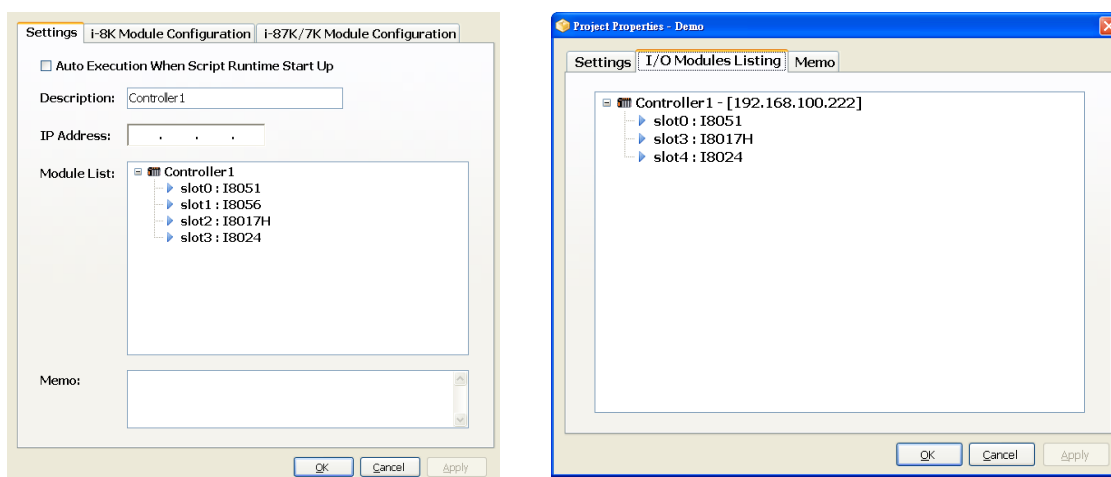 Settings i-8K Module Configuration i-87K/7K Module Configuration
Auto Execution When Script Runtime Start Up
Description: Controller1
IP Address: . . .
Module List: Controller1
slot0 : I8051
slot1 : I8056
slot2 : I8017H
slot3 : I8024
Memo:
OK Cancel Apply
Project Properties - Demo
Settings I/O Modules Listing Memo
Controller1 - [192.168.100.222]
slot0 : I8051
slot3 : I8017H
slot4 : I8024
OK Cancel Apply